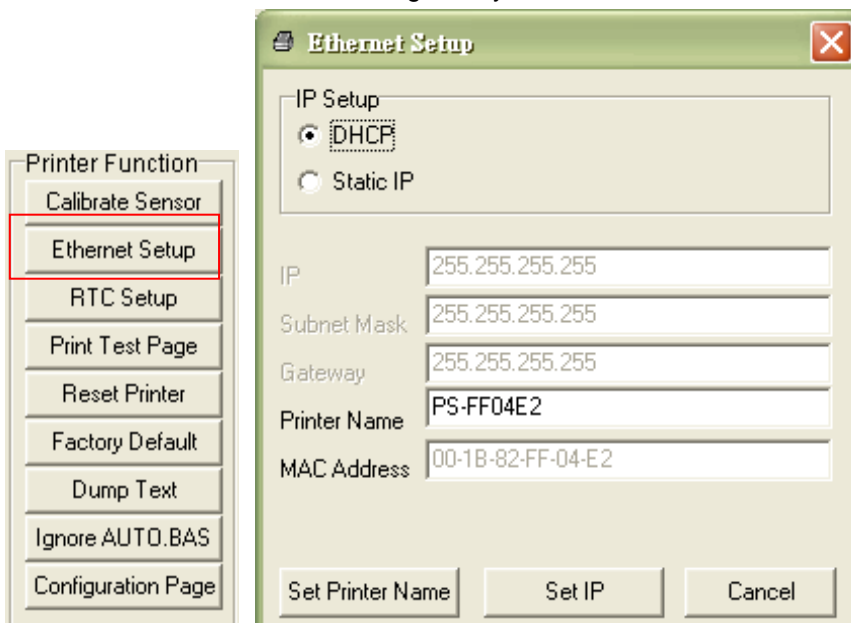 Printer Function
Calibrate Sensor
Ethernet Setup
RTC Setup
Print Test Page
Reset Printer
Factory Default
Dump Text
Ignore AUTO.BAS
Configuration Page
Ethernet Setup
IP Setup
DHCP
Static IP
IP 255.255.255.255
Subnet Mask 255.255.255.255
Gateway 255.255.255.255
Printer Name PS-FF04E2
MAC Address 00-1B-82-FF-04-E2
Set Printer Name Set IP Cancel